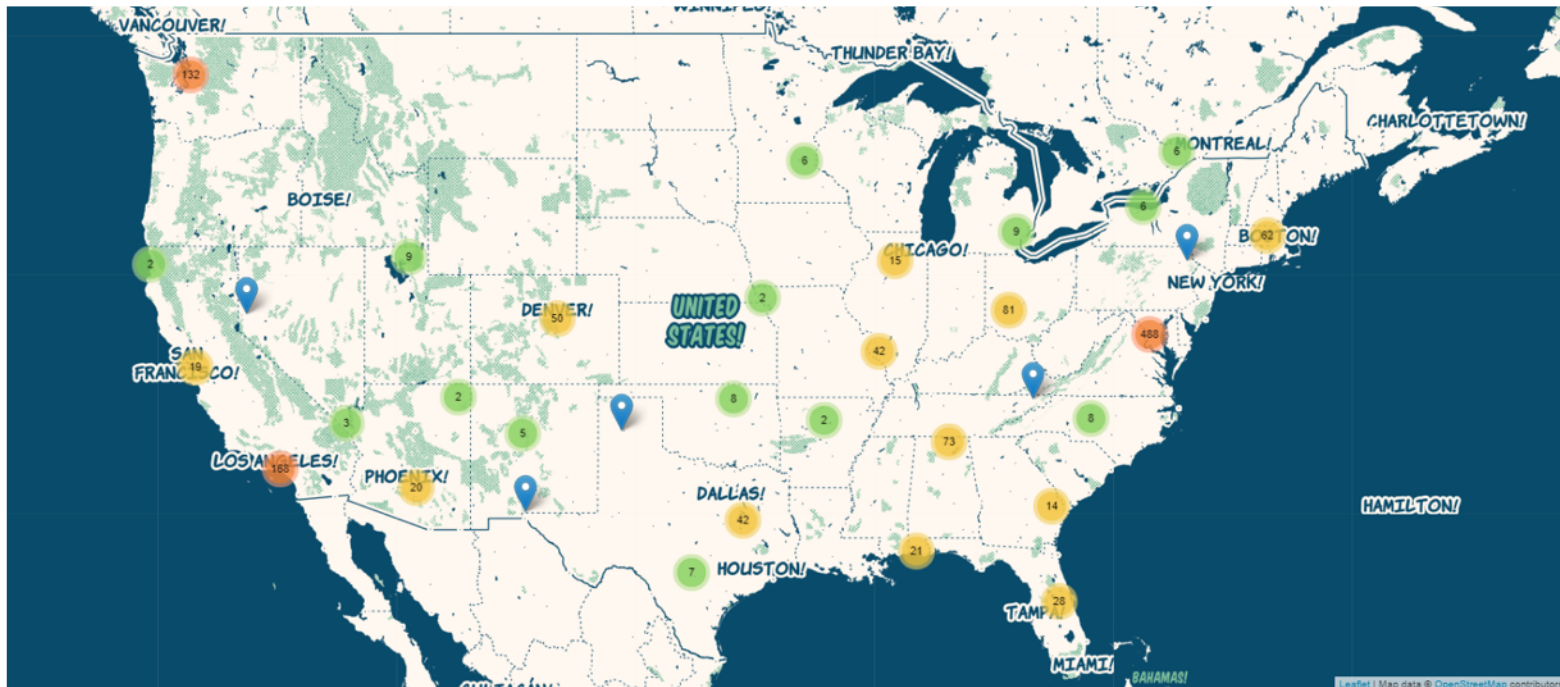 WINNIPEG!
VANCOUVER!
132
THUNDER BAY!
CHARLOTTETOWN!
6
MONTREAL!
6
BOISE!
6
9
BOSTON!
62
2
9
CHICAGO!
15
NEW YORK!
2
UNITED
STATES!
DENVER!
50
81
488
42
SAN
FRANCISCO!
49
2
8
2
8
3
5
73
LOS ANGELES!
168
PHOENIX!
20
DALLAS!
42
14
HAMILTON!
21
7
HOUSTON!
28
TAMPA!
MIAMI!
BAHAMAS!
CULIACÁN!
Leaflet | Map data © OpenStreetMap contributors